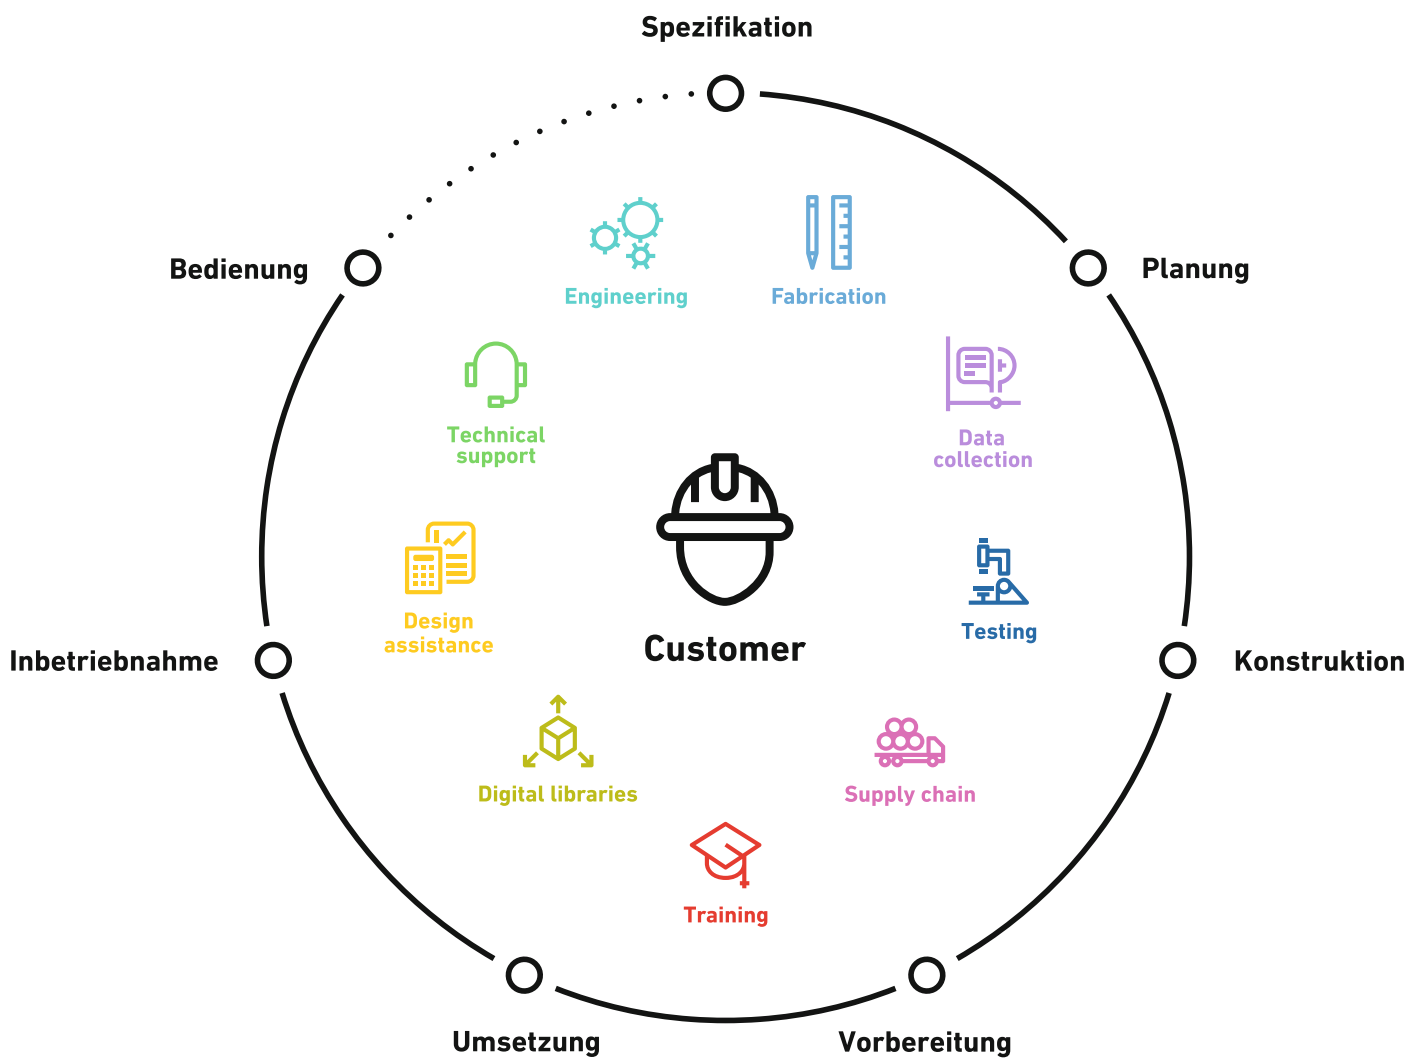 Spezifikation
Bedienung
Planung
Engineering
Fabrication
Technical
support
Data
collection
Design
assistance
Testing
Customer
Inbetriebnahme
Konstruktion
Digital libraries
Supply chain
Training
Umsetzung
Vorbereitung